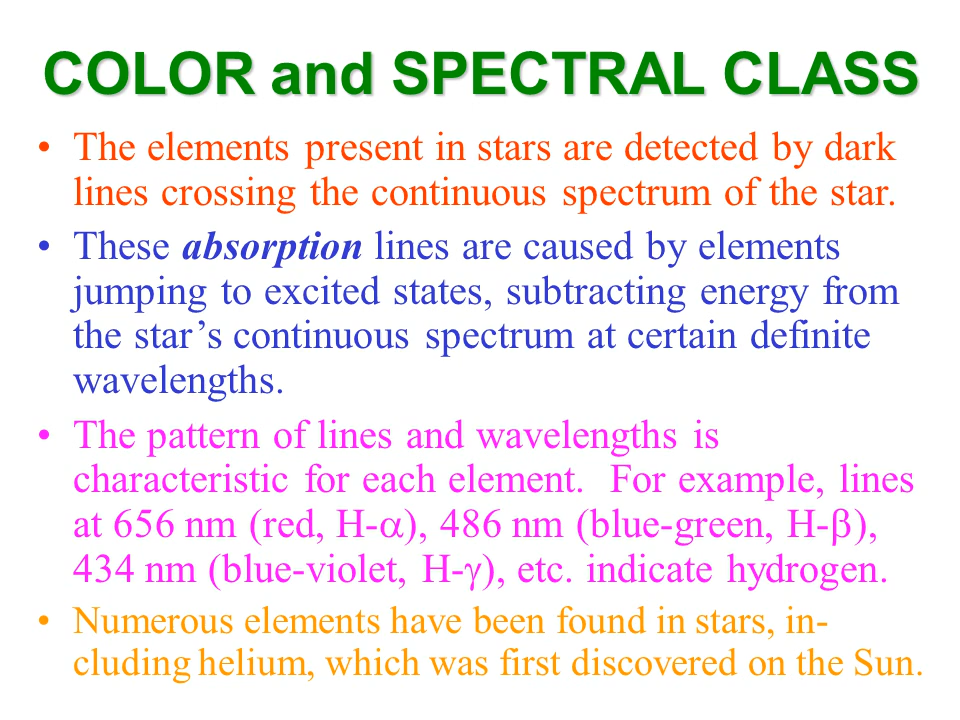 COLOR and SPECTRAL CLASS
• The elements present in stars are detected by dark
lines crossing the continuous spectrum of the star.
• These absorption lines are caused by elements
jumping to excited states, subtracting energy from
the star’s continuous spectrum at certain definite
wavelengths.
• The pattern of lines and wavelengths is
characteristic for each element. For example, lines
at 656 nm (red, H-α), 486 nm (blue-green, H-β),
434 nm (blue-violet, H-γ), etc. indicate hydrogen.
• Numerous elements have been found in stars, in-
cluding helium, which was first discovered on the Sun.